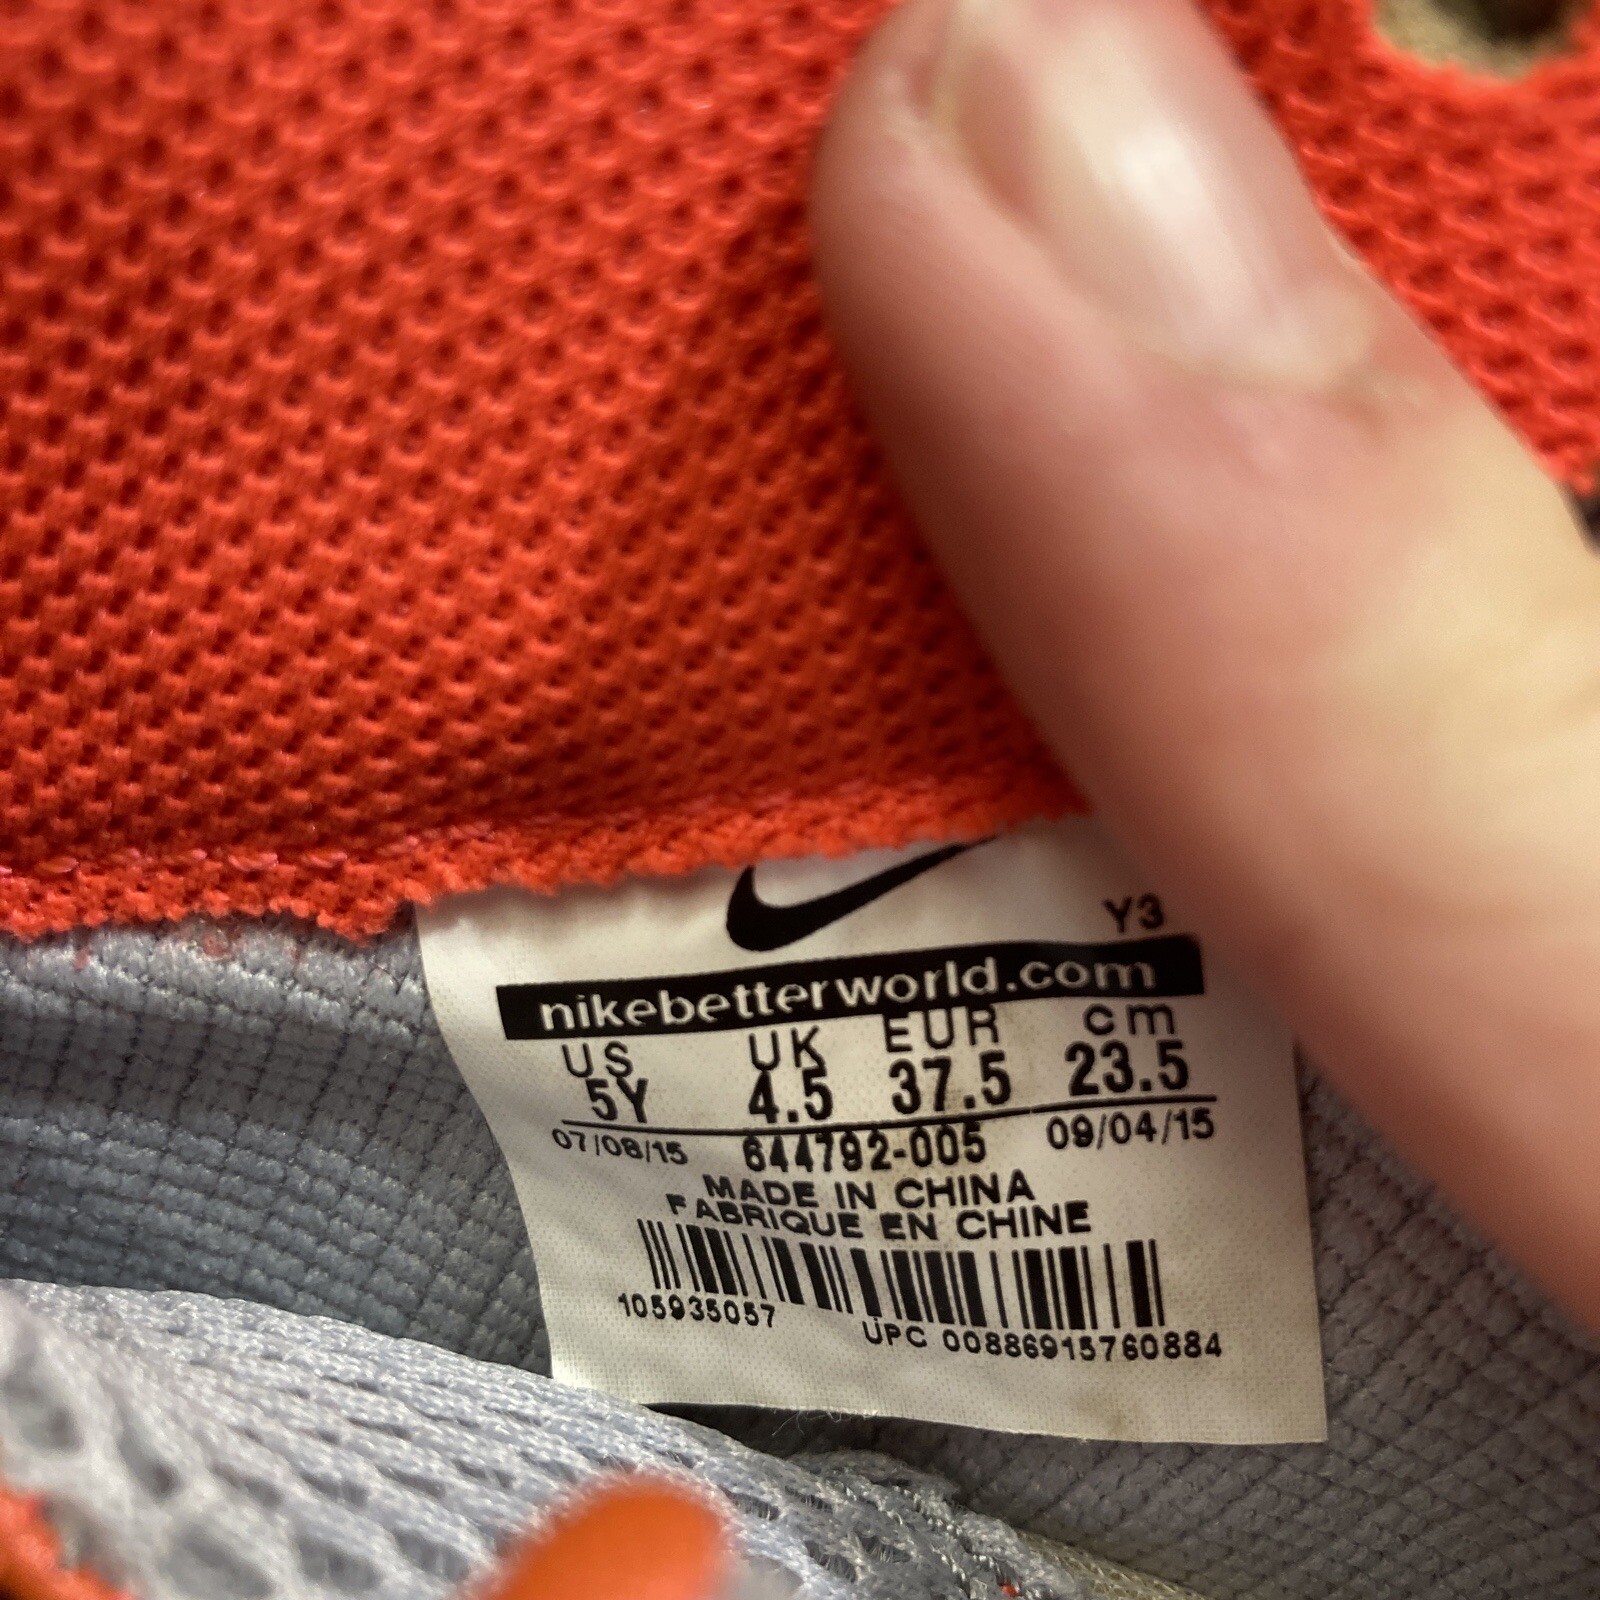 Y3
nikebetterworld.com
US UK EUR cm
5Y 4.5 37.5 23.5
07/08/15 644792-005 09/04/15
MADE IN CHINA
FABRIQUE EN CHINE
105935057
UPC 00886915760884